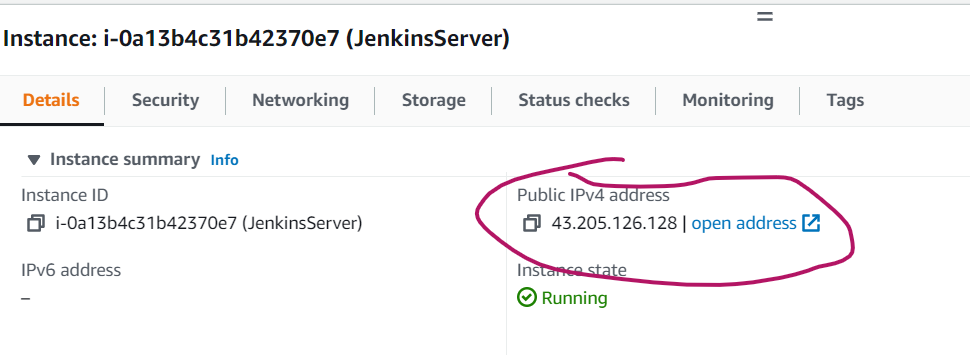 Instance: i-0a13b4c31b42370e7 (JenkinsServer)
Details Security Networking Storage Status checks Monitoring Tags
Instance summary Info
Instance ID
i-0a13b4c31b42370e7 (JenkinsServer)
Public IPv4 address
43.205.126.128 | open address
IPv6 address
–
Instance state
Running